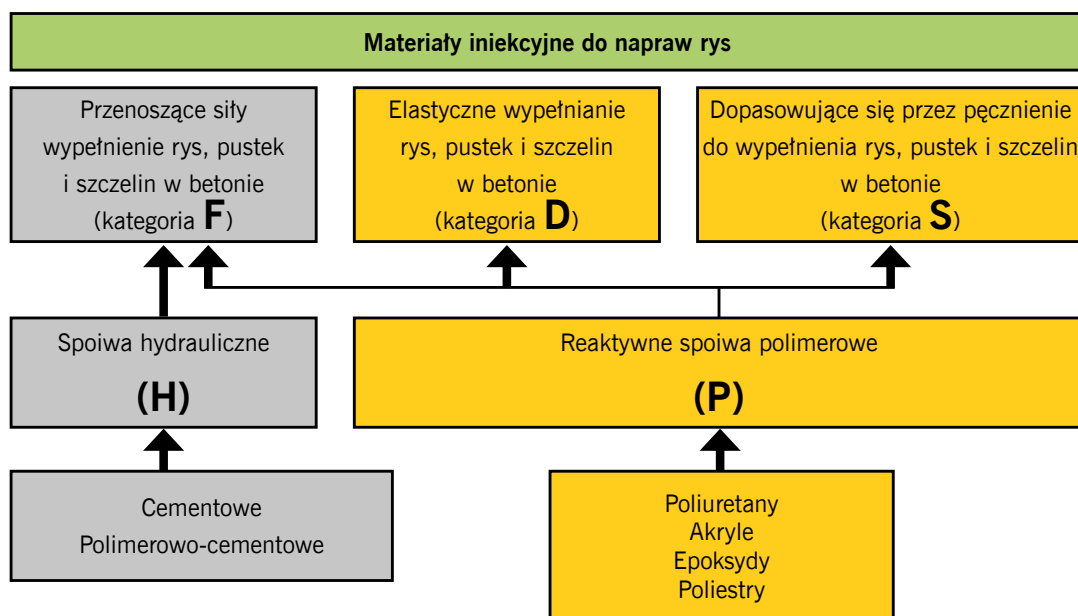 Materiały iniekcyjne do napraw rys
Przenoszące siły
wypełnienie rys, pustek
i szczelin w betonie
(kategoria F)
Elastyczne wypełnianie
rys, pustek i szczelin
w betonie
(kategoria D)
Dopasowujące się przez pęcznienie
do wypełnienia rys, pustek i szczelin
w betonie
(kategoria S)
Spoiwa hydrauliczne
(H)
Reaktywne spoiwa polimerowe
(P)
Cementowe
Polimerowo-cementowe
Poliuretany
Akryle
Epoksydy
Poliestry